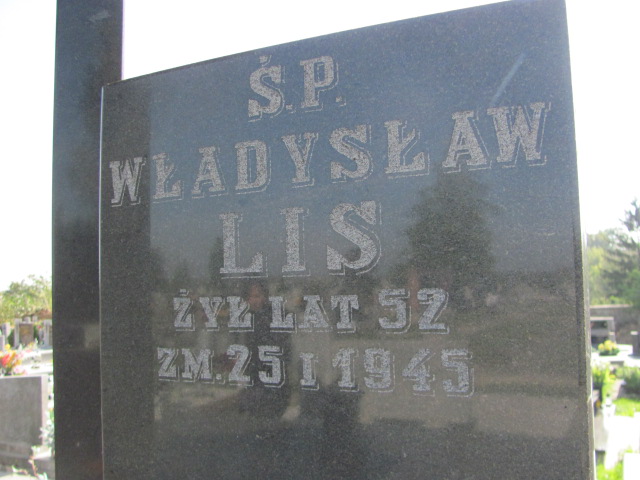 Ś.P.
WŁADYSŁAW
LIS
ŻYŁ LAT 52
ZM. 25 I 1945